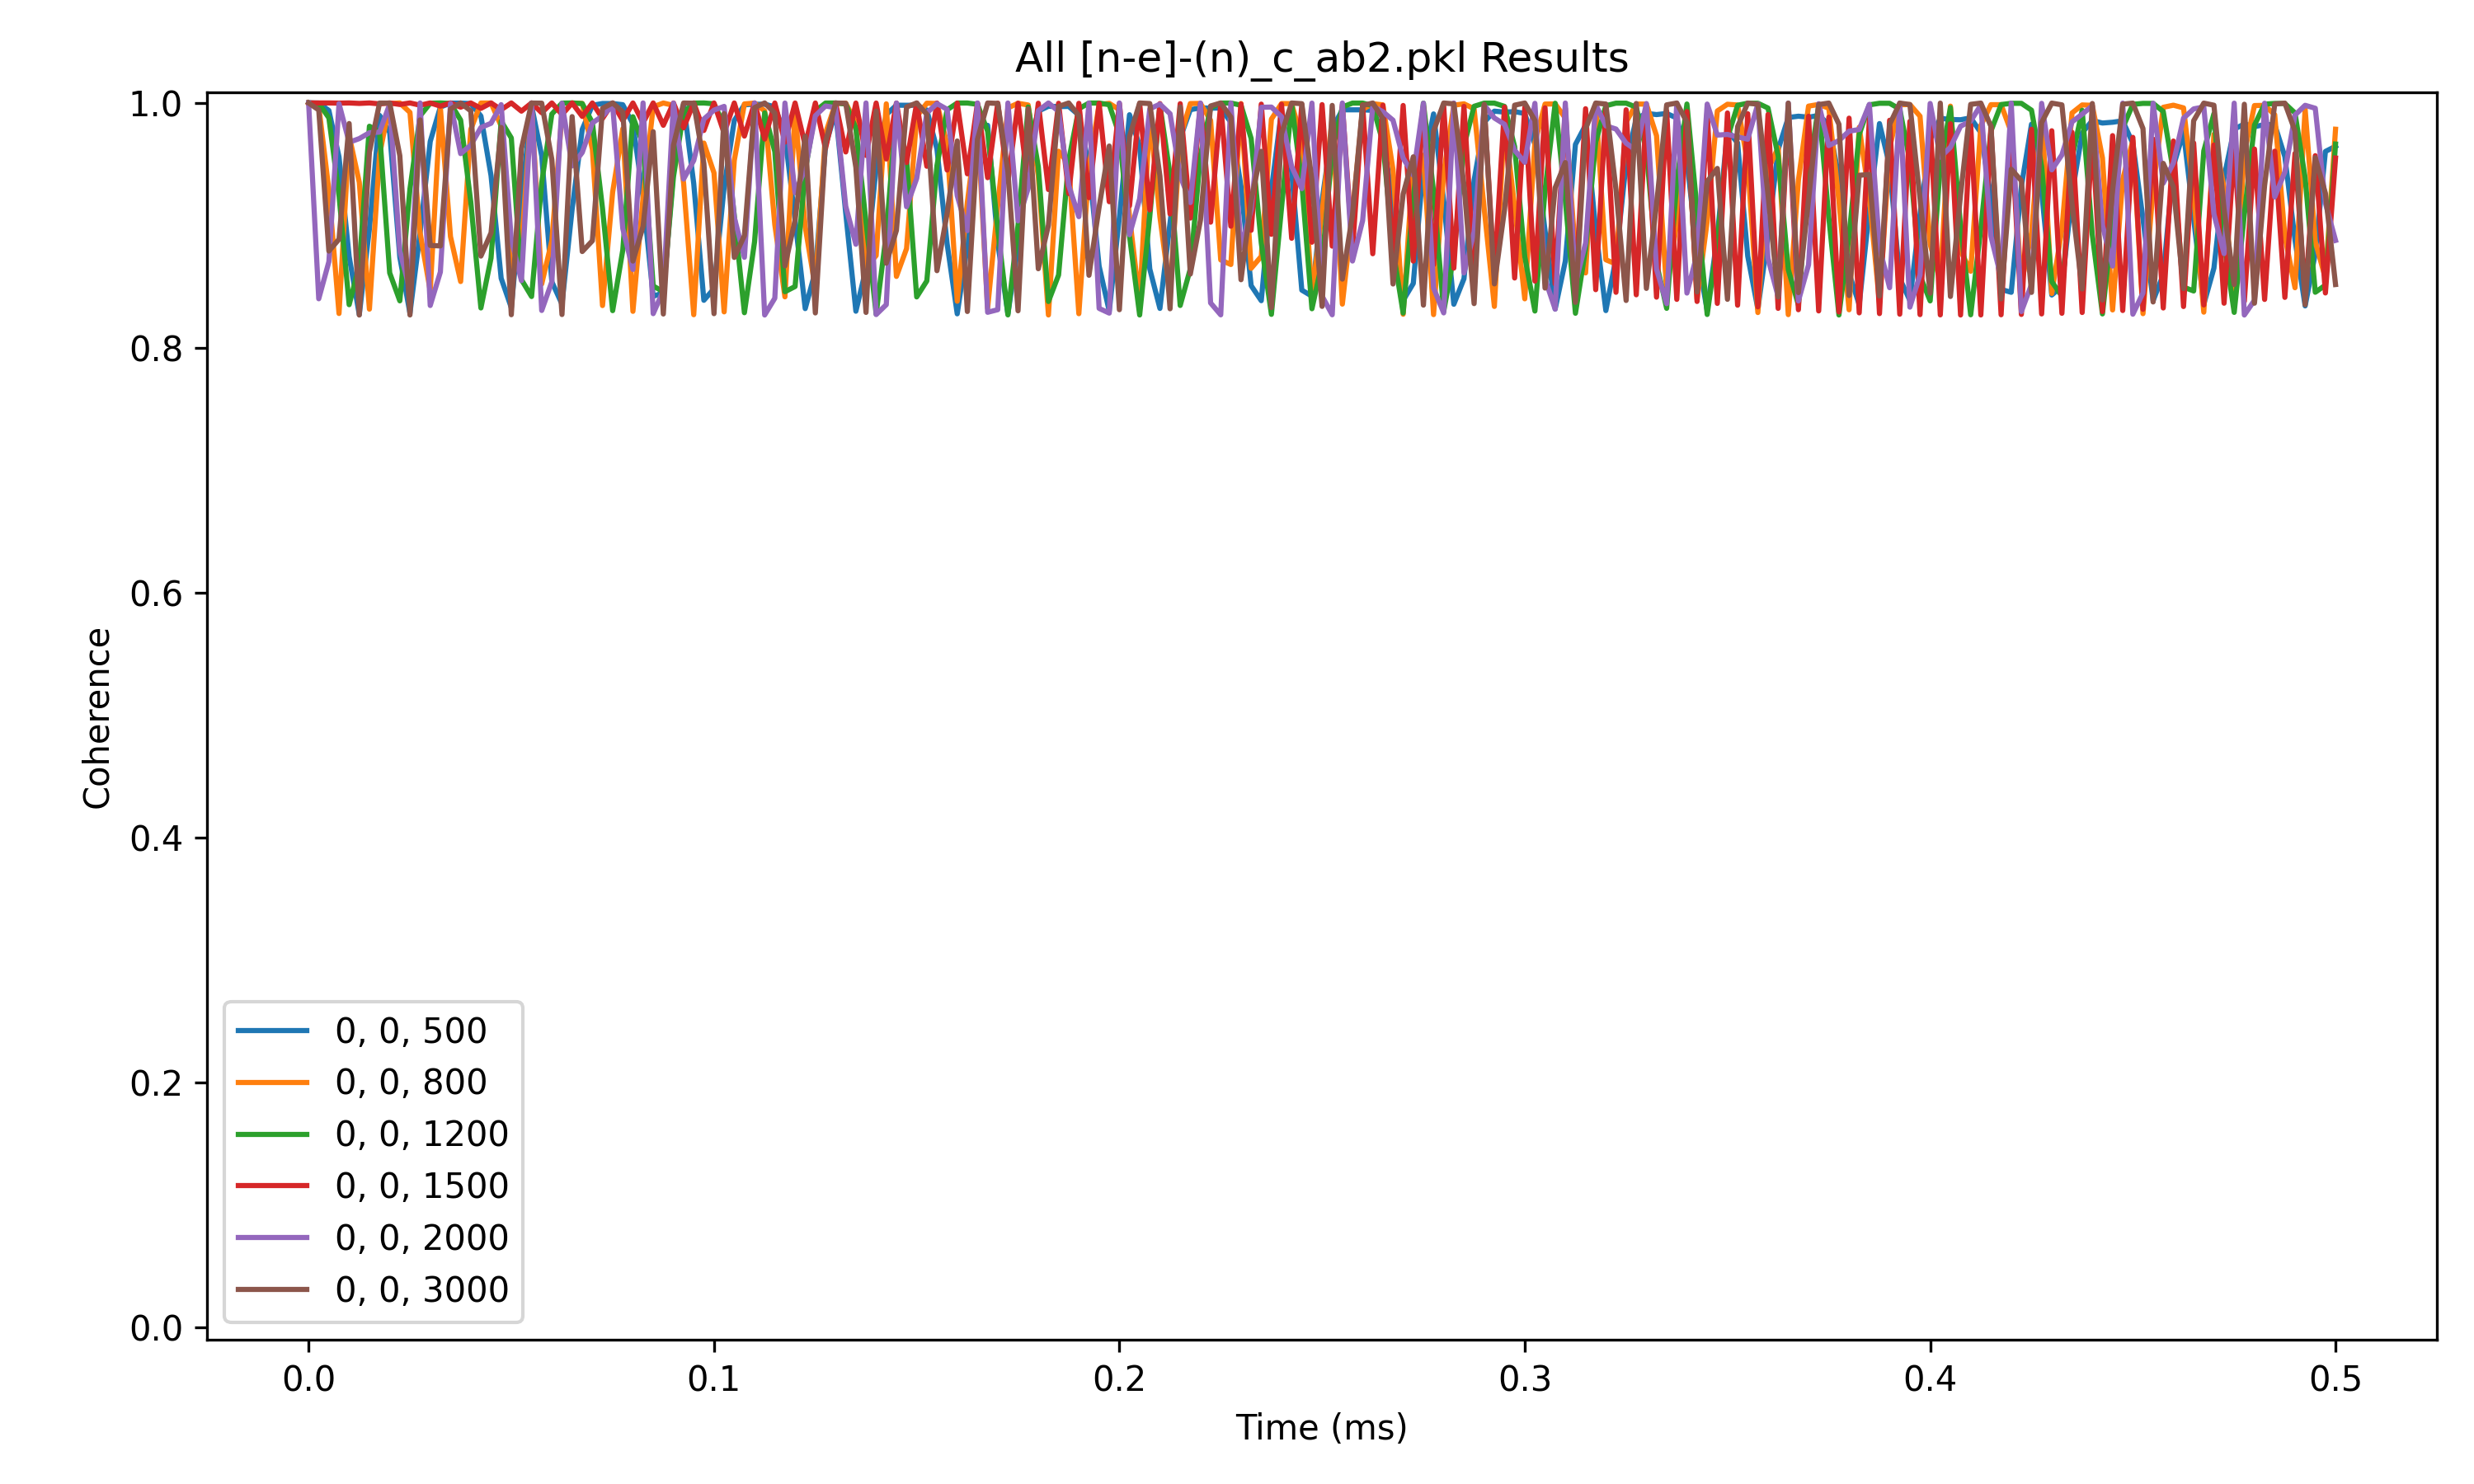 All [n-e]-(n)_c_ab2.pkl Results
1.0
0.8
0.6
0.4
0.2
0.0
Coherence
0, 0, 500
0, 0, 800
0, 0, 1200
0, 0, 1500
0, 0, 2000
0, 0, 3000
0.0 0.1 0.2 0.3 0.4 0.5
Time (ms)